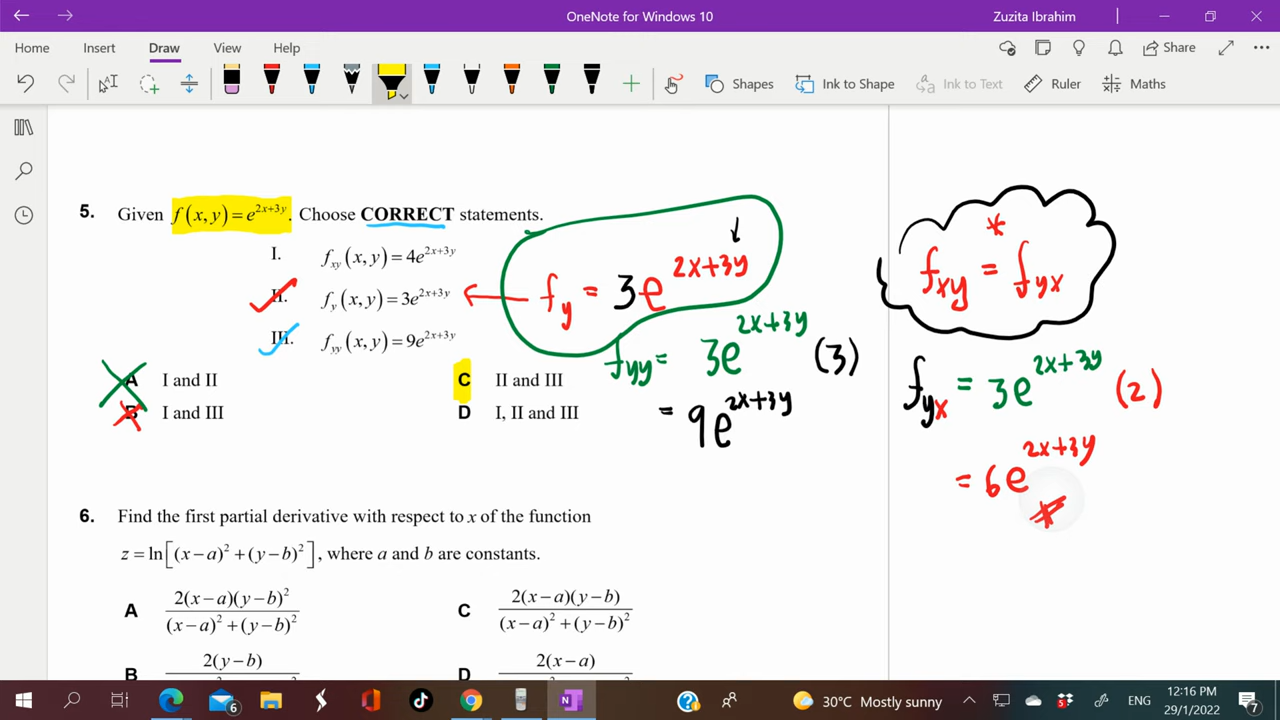 OneNote for Windows 10
Zuzita Ibrahim
Home Insert Draw View Help Share
Shapes Ink to Shape Ink to Text Ruler Maths
5. Given f(x,y)=e^{2x+3y}. Choose CORRECT statements.
I. f_{xy}(x,y)=4e^{2x+3y}
II. f_y(x,y)=3e^{2x+3y}
III. f_{yy}(x,y)=9e^{2x+3y}
A I and II
B I and III
C II and III
D I, II and III
f_y = 3e^{2x+3y}
f_{yy} = 3e^{2x+3y} (3)
= 9e^{2x+3y}
*
f_{xy} = f_{yx}
f_{yx} = 3e^{2x+3y} (2)
= 6e^{2x+3y}
6. Find the first partial derivative with respect to x of the function
z = ln[(x−a)²+(y−b)²], where a and b are constants.
A 2(x−a)(y−b)²
(x−a)²+(y−b)²
C 2(x−a)(y−b)
(x−a)²+(y−b)²
B 2(y−b)
D 2(x−a)
6
30°C Mostly sunny
5
ENG
12:16 PM
29/1/2022
7